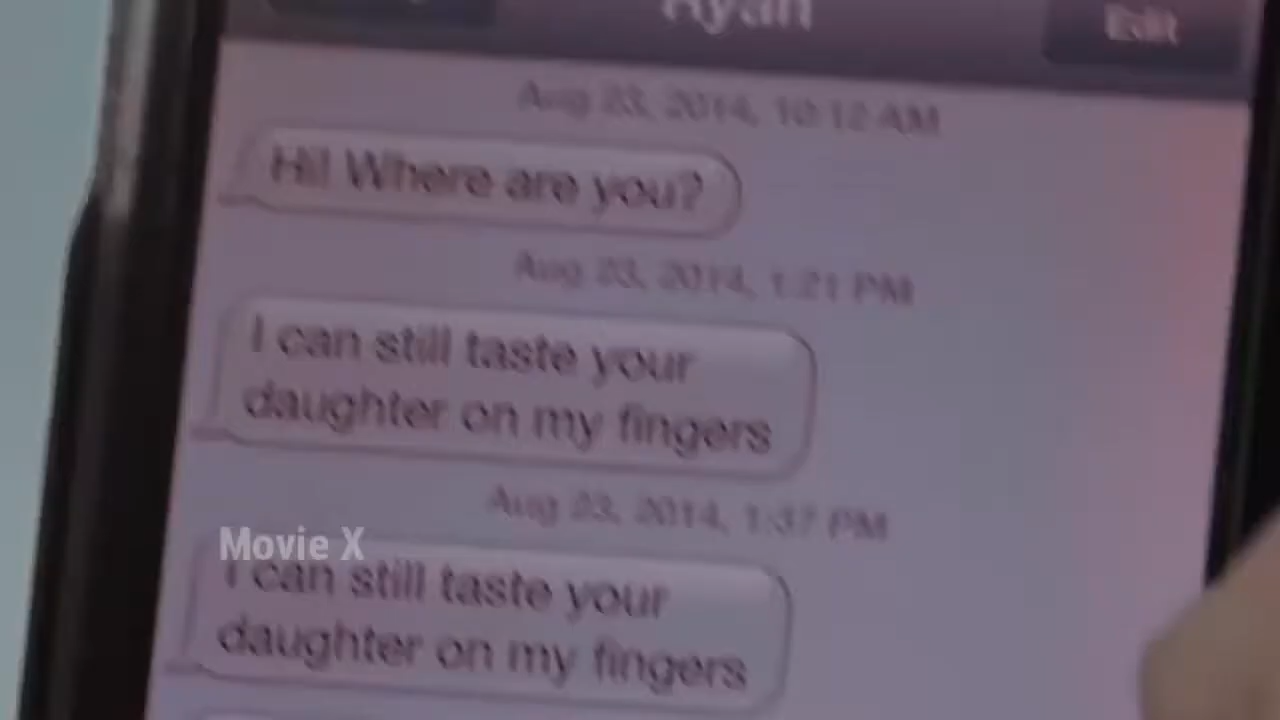 Ryan
Edit
Aug 23, 2014, 10:12 AM
Hi! Where are you?
Aug 23, 2014, 1:21 PM
I can still taste your
daughter on my fingers
Aug 23, 2014, 1:37 PM
Movie X
I can still taste your
daughter on my fingers